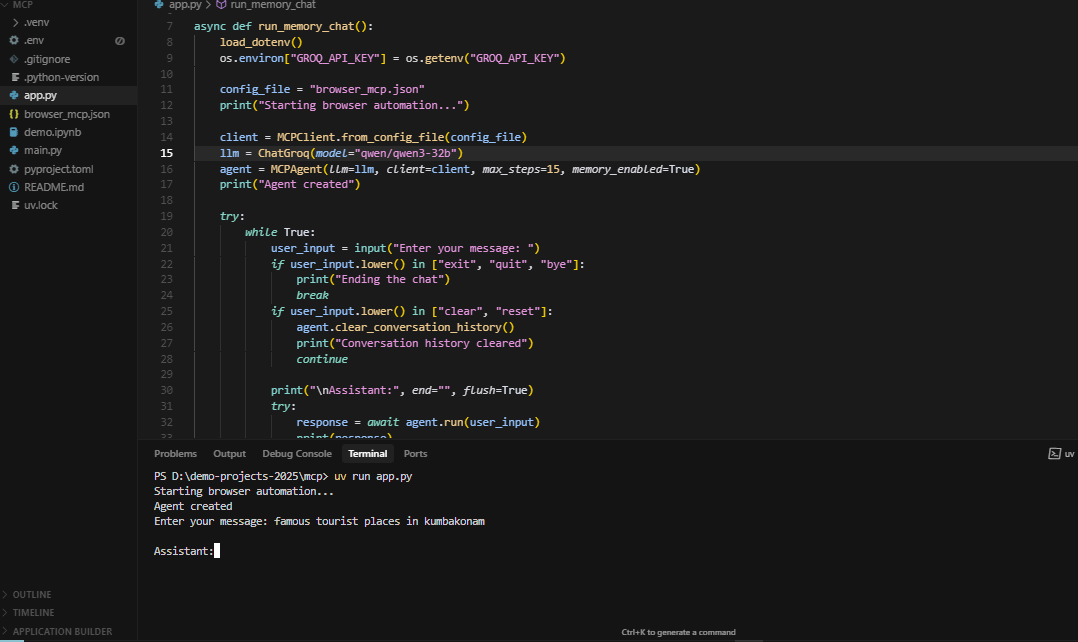 MCP
.venv
.env
.gitignore
.python-version
app.py
browser_mcp.json
demo.ipynb
main.py
pyproject.toml
README.md
uv.lock
OUTLINE
TIMELINE
APPLICATION BUILDER
app.py > run_memory_chat
7 async def run_memory_chat():
8 load_dotenv()
9 os.environ["GROQ_API_KEY"] = os.getenv("GROQ_API_KEY")
10
11 config_file = "browser_mcp.json"
12 print("Starting browser automation...")
13
14 client = MCPClient.from_config_file(config_file)
15 llm = ChatGroq(model="qwen/qwen3-32b")
16 agent = MCPAgent(llm=llm, client=client, max_steps=15, memory_enabled=True)
17 print("Agent created")
18
19 try:
20 while True:
21 user_input = input("Enter your message: ")
22 if user_input.lower() in ["exit", "quit", "bye"]:
23 print("Ending the chat")
24 break
25 if user_input.lower() in ["clear", "reset"]:
26 agent.clear_conversation_history()
27 print("Conversation history cleared")
28 continue
29
30 print("\nAssistant:", end="", flush=True)
31 try:
32 response = await agent.run(user_input)
33 print(response)
Problems Output Debug Console Terminal Ports
uv
PS D:\demo-projects-2025\mcp> uv run app.py
Starting browser automation...
Agent created
Enter your message: famous tourist places in kumbakonam
Assistant:
Ctrl+K to generate a command